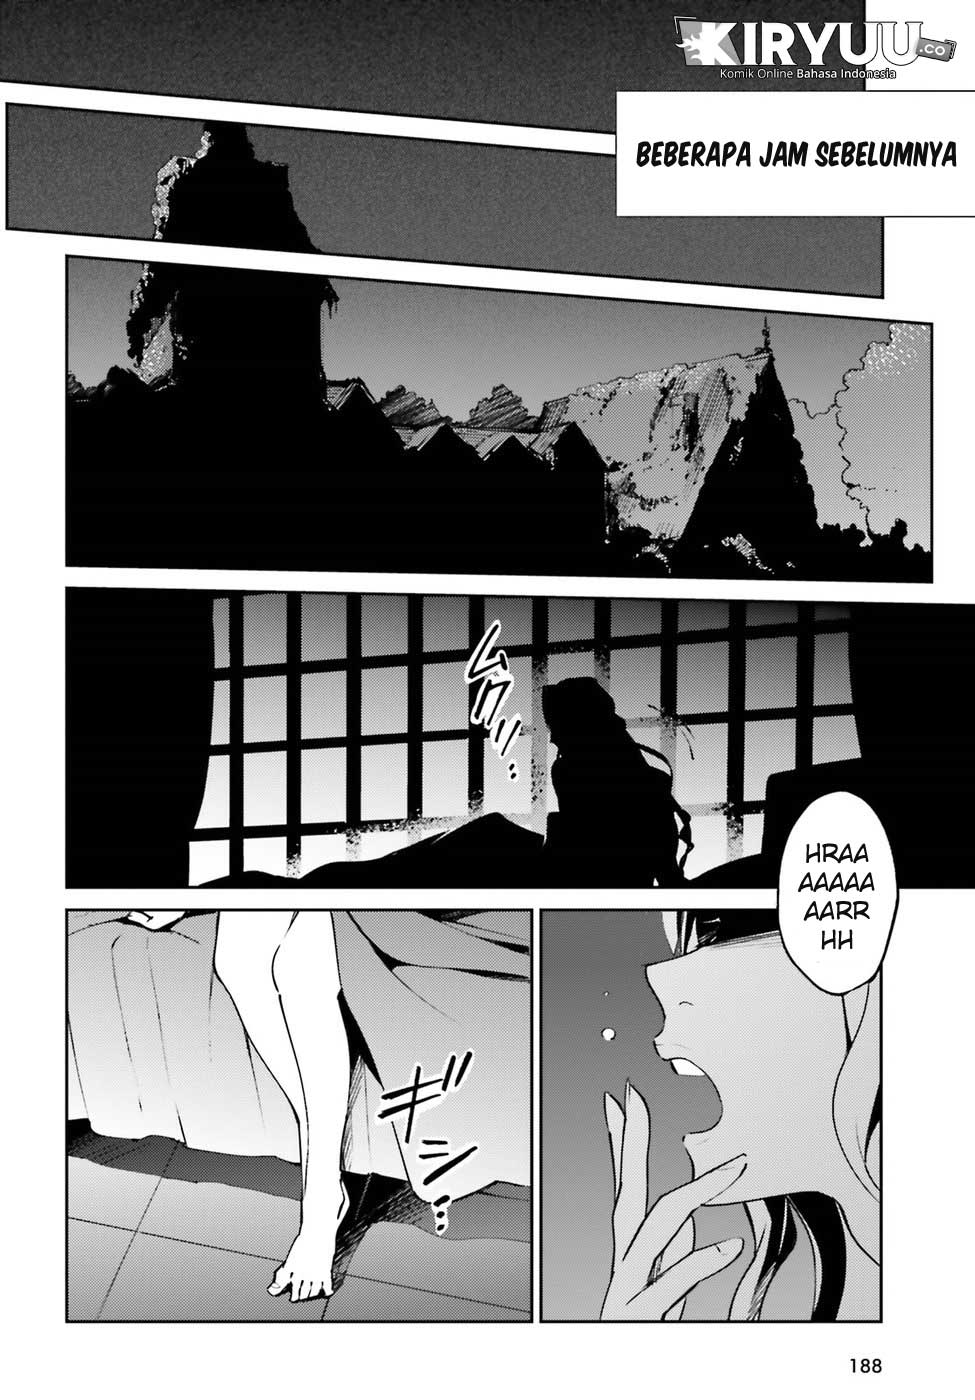 KIRYUU.CO
Komik Online Bahasa Indonesia
BEBERAPA JAM SEBELUMNYA
ムクッ…
HRAA
AAAAA
AARR
HH
ギシ…
188